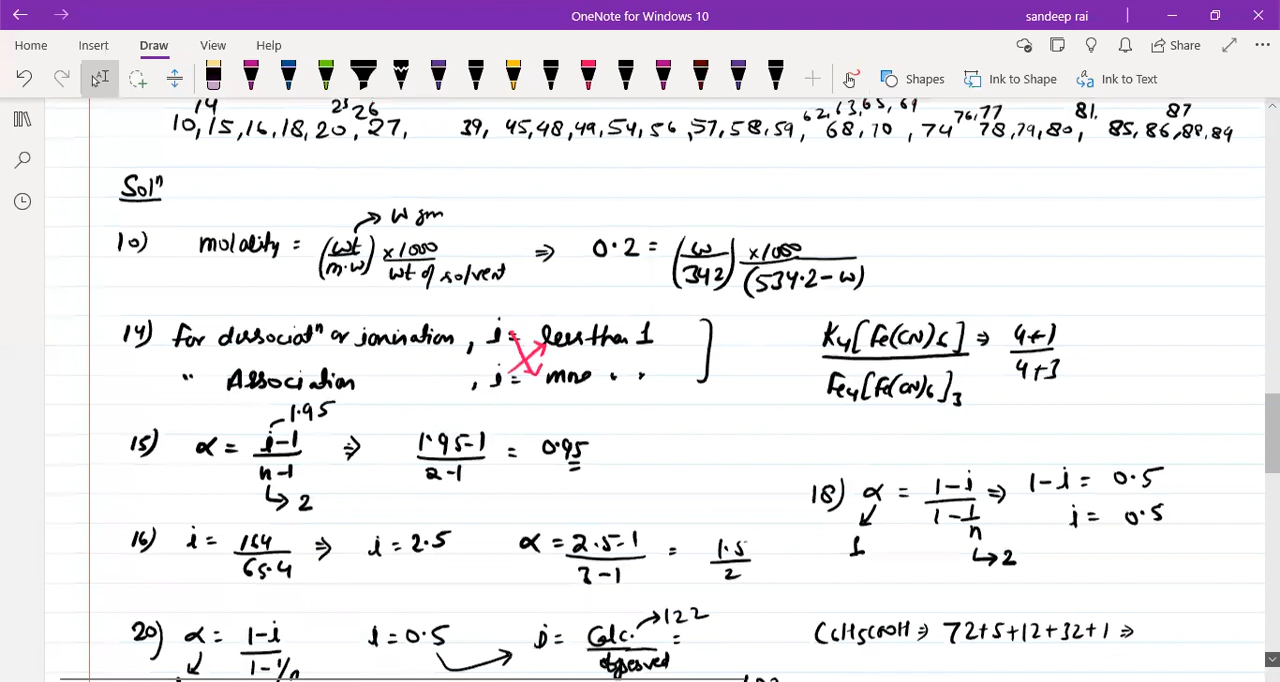 OneNote for Windows 10
sandeep rai
Home Insert Draw View Help
Share
Shapes
Ink to Shape
Ink to Text
14 25 26 62, 63, 65, 69 76,77 81, 87
10, 15, 16, 18, 20, 27, 39, 45, 48, 49, 54, 56, 57, 58, 59, 68, 70, 74 78, 79, 80, 85, 86, 88, 89
Solⁿ
→ W gm
10) molality = (wt/m.w) x1000/wt of solvent ⇒ 0.2 = (w/342) x1000/(534.2-w)
14) for dissociatⁿ or ionisation, i = less than 1
" Association , i = more " "
K4[Fe(CN)6]/Fe4[Fe(CN)6]3 ⇒ 4+1/4+3
1.95
15) α = i-1/n-1 ⇒ 1.95-1/2-1 = 0.95
↳ 2
16) i = 164/65.4 ⇒ i = 2.5 α = 2.5-1/3-1 = 1.5/2
18) α = 1-i/1-1/n ⇒ 1-i = 0.5
i = 0.5
1
↳ 2
20) α = 1-i/1-1/n i = 0.5 i = Calc./observed =
→ 122
C6H5COOH ⇒ 72+5+12+32+1 ⇒